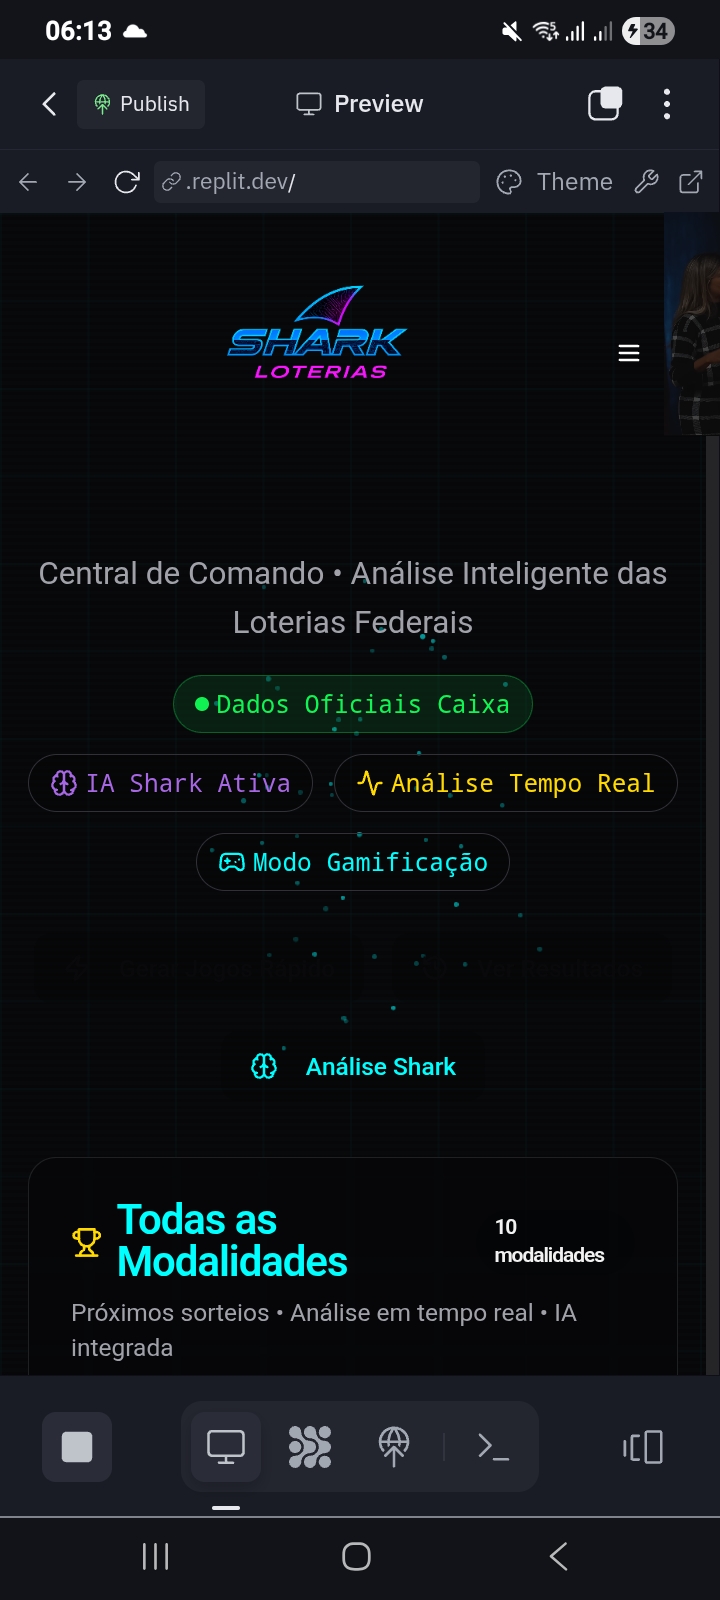 06:13
34
Publish
Preview
.replit.dev/
Theme
SHARK
LOTERIAS
Central de Comando • Análise Inteligente das
Loterias Federais
Dados Oficiais Caixa
IA Shark Ativa
Análise Tempo Real
Modo Gamificação
Análise Shark
Todas as
Modalidades
10
modalidades
Próximos sorteios • Análise em tempo real • IA
integrada